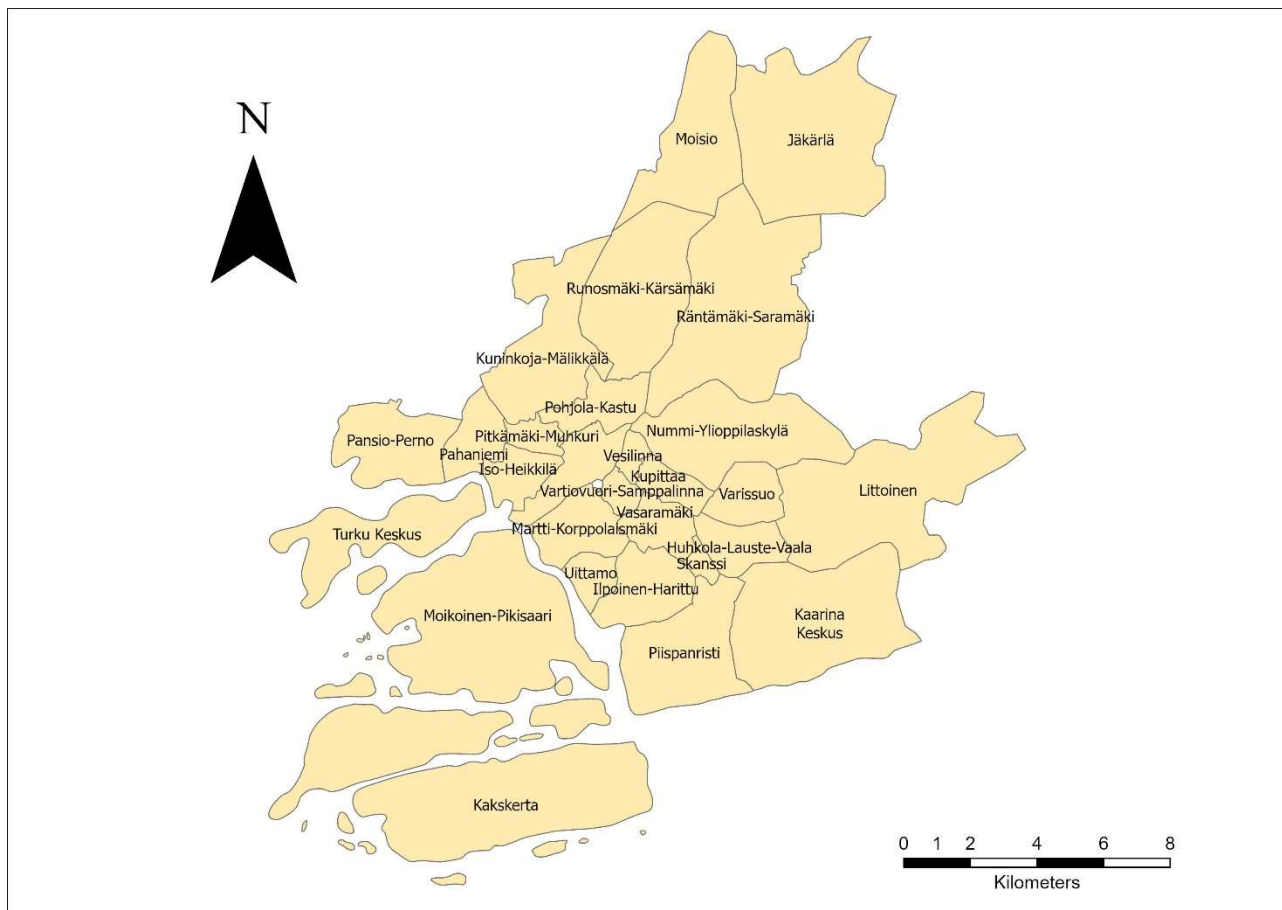 N
Moisio
Jäkärlä
Runosmäki-Kärsämäki
Räntämäki-Saramäki
Kuninkoja-Mälikkälä
Pohjola-Kastu
Pansio-Perno
Pitkämäki-Muhkuri
Nummi-Ylioppilaskylä
Pahaniemi
Vesilinna
Iso-Heikkilä
Kupittaa
Vartiovuori-Samppalinna
Varissuo
Littoinen
Vasaramäki
Turku Keskus
Martti-Korppolaismäki
Huhkola-Lauste-Vaala
Skanssi
Uittamo
Ilpoinen-Harittu
Moikoinen-Pikisaari
Kaarina
Keskus
Piispanristi
Kakskerta
0 1 2 4 6 8
Kilometers